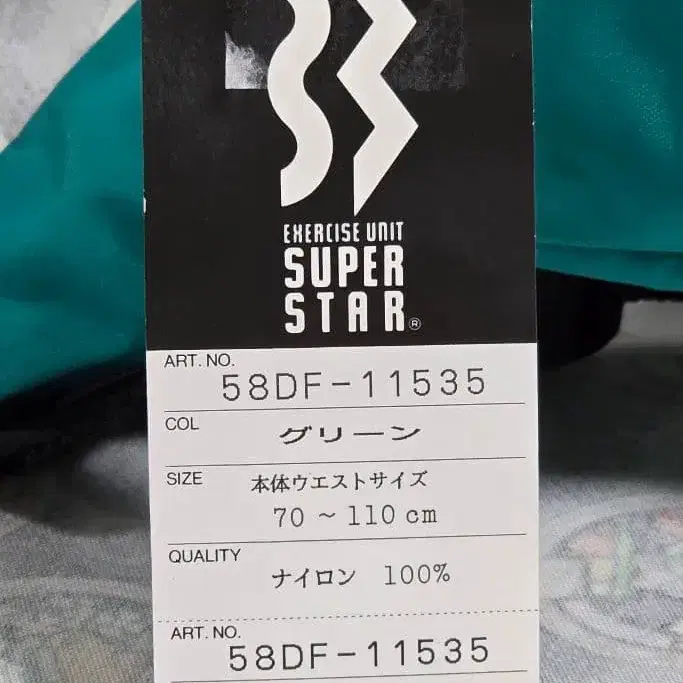 EXERCISE UNIT
SUPER
STAR®
ART. NO.
58DF-11535
COL
グリーン
SIZE
本体ウエストサイズ
70 ~ 110 cm
QUALITY
ナイロン 100%
ART. NO.
58DF-11535